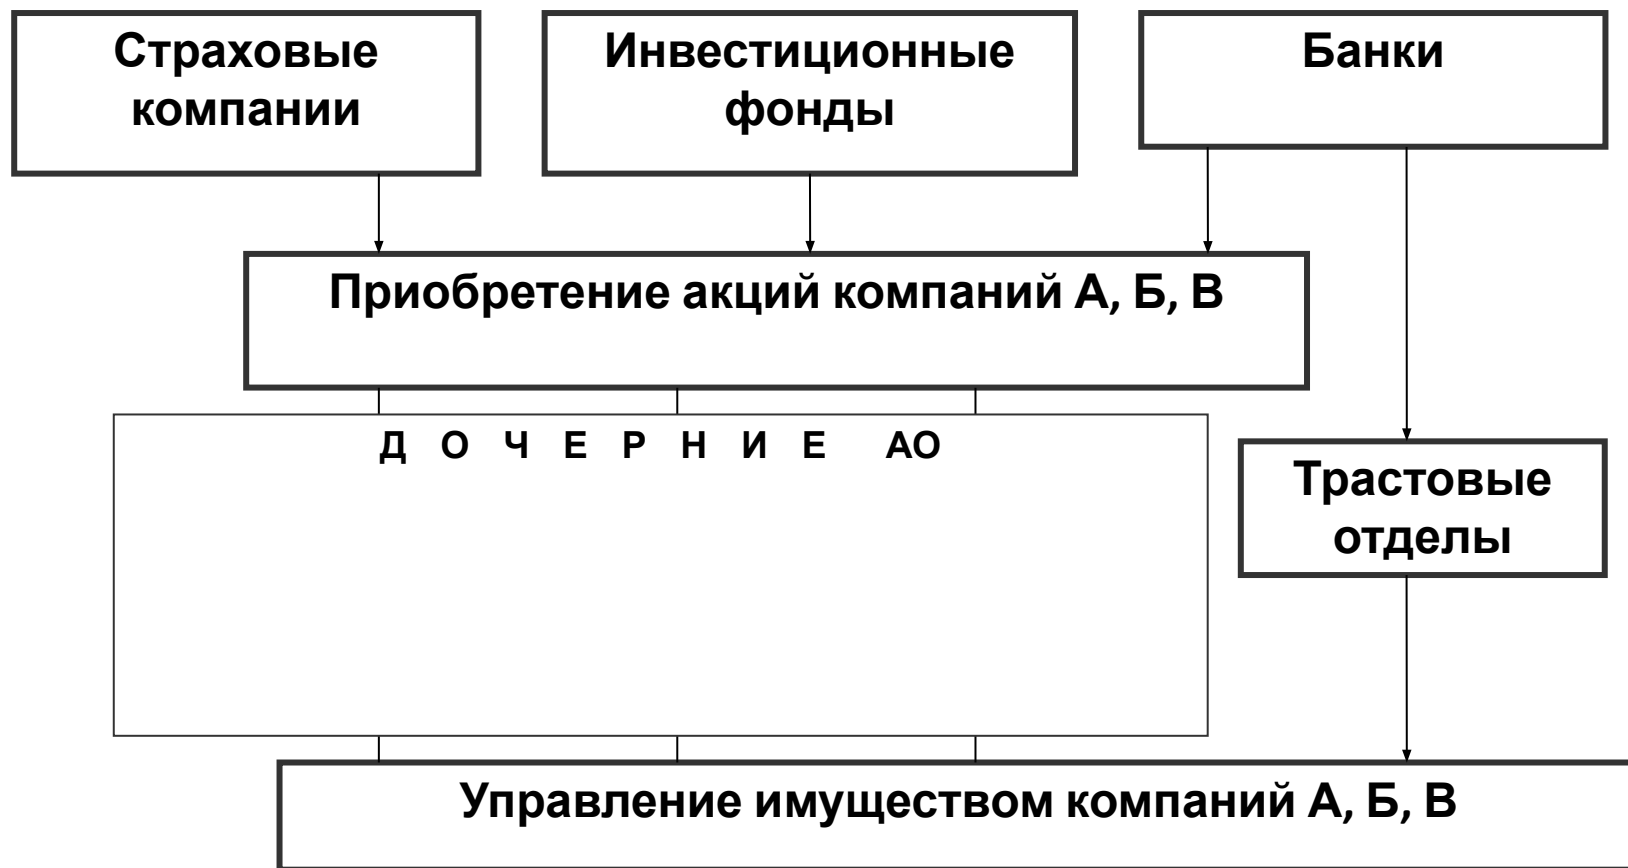 Страховые
компании
Инвестиционные
фонды
Банки
Приобретение акций компаний А, Б, В
Д О Ч Е Р Н И Е АО
Трастовые
отделы
Управление имуществом компаний А, Б, В